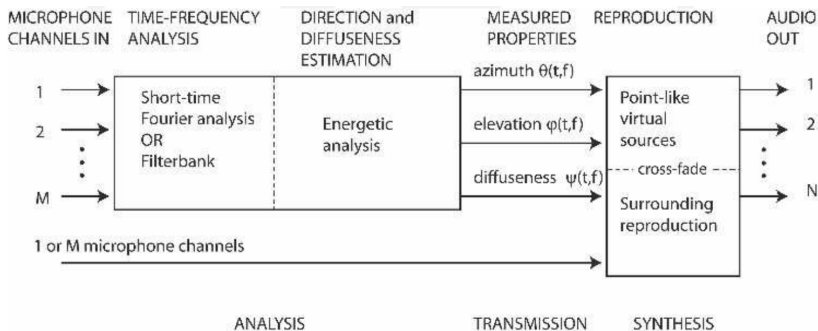 MICROPHONE CHANNELS IN
TIME-FREQUENCY ANALYSIS
DIRECTION and DIFFUSENESS ESTIMATION
MEASURED PROPERTIES
REPRODUCTION
AUDIO OUT
1
2
M
Short-time
Fourier analysis
OR
Filterbank
Energetic
analysis
azimuth θ(t,f)
elevation φ(t,f)
diffuseness ψ(t,f)
Point-like
virtual
sources
cross-fade
Surrounding
reproduction
1
2
N
1 or M microphone channels
ANALYSIS
TRANSMISSION
SYNTHESIS